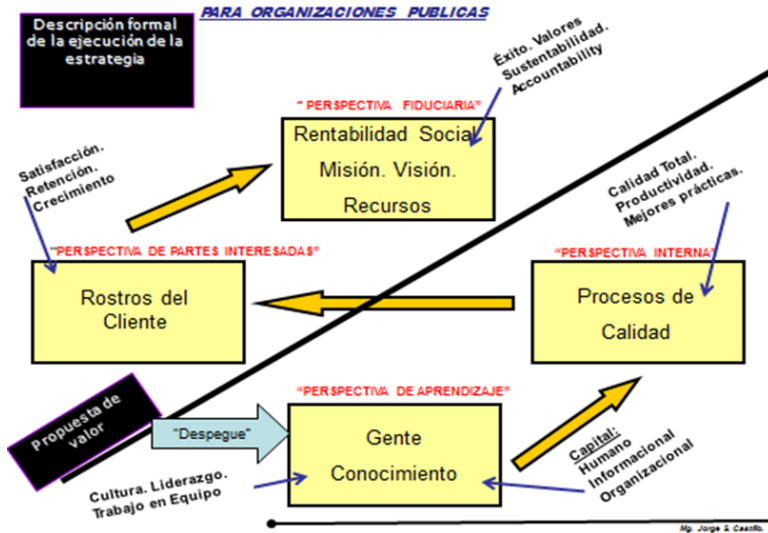 PARA ORGANIZACIONES PUBLICAS
Descripción formal
de la ejecución de la
estrategia
Éxito. Valores
Sustentabilidad.
Accountability
“ PERSPECTIVA FIDUCIARIA”
Rentabilidad Social
Misión. Visión.
Recursos
Satisfacción.
Retención.
Crecimiento
Calidad Total.
Productividad.
Mejores prácticas.
“PERSPECTIVA DE PARTES INTERESADAS”
Rostros del
Cliente
“PERSPECTIVA INTERNA”
Procesos de
Calidad
“PERSPECTIVA DE APRENDIZAJE”
Gente
Conocimiento
Propuesta de
valor
“Despegue”
Cultura. Liderazgo.
Trabajo en Equipo
Capital:
Humano
Informacional
Organizacional
Mg. Jorge S. Castillo.